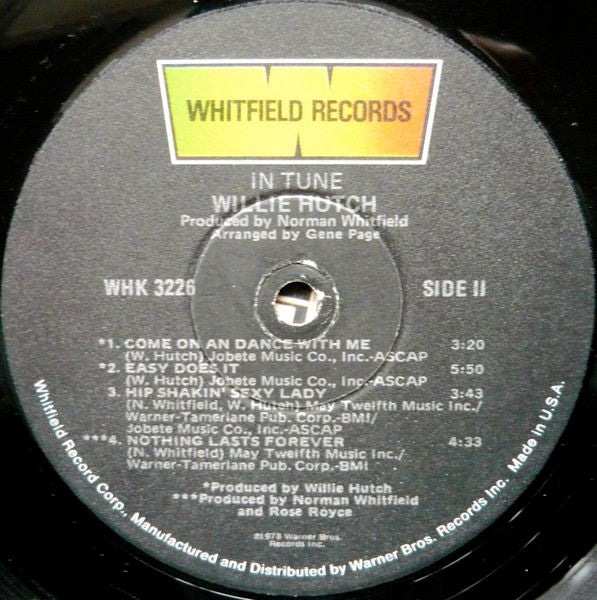 WHITFIELD RECORDS
IN TUNE
WILLIE HUTCH
Produced by Norman Whitfield
Arranged by Gene Page
WHK 3226
SIDE II
*1. COME ON AN DANCE WITH ME 3:20
(W. Hutch) Jobete Music Co., Inc.-ASCAP
*2. EASY DOES IT 5:50
(W. Hutch) Jobete Music Co., Inc.-ASCAP
3. HIP SHAKIN' SEXY LADY 3:43
(N. Whitfield, W. Hutch) May Twelfth Music Inc./
Warner-Tamerlane Pub. Corp.-BMI/
Jobete Music Co., Inc.-ASCAP
***4. NOTHING LASTS FOREVER 4:33
(N. Whitfield) May Twelfth Music Inc./
Warner-Tamerlane Pub. Corp.-BMI
*Produced by Willie Hutch
***Produced by Norman Whitfield
and Rose Royce
℗1978 Warner Bros.
Records Inc.
Whitfield Record Corp., Manufactured and Distributed by Warner Bros. Records Inc. Made in U.S.A.